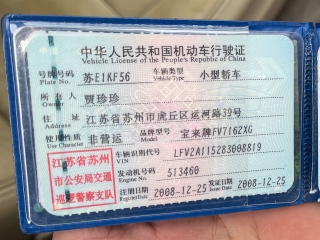 中华人民共和国机动车行驶证
Vehicle License of the People's Republic of China
号牌号码 苏E1KF56 车辆类型 小型轿车
Plate No. Vehicle Type
所有人 贾珍珍
Owner
住址 江苏省苏州市虎丘区运河路39号
Address
使用性质 非营运 品牌型号 宝来牌FV7162XG
Use Character Model
江苏省苏州市公安局交通巡逻警察支队
车辆识别代号 LFV2A115283008819
VIN
发动机号码 513460
Engine No.
注册日期 2008-12-25 发证日期 2008-12-25
Register Date Issue Date